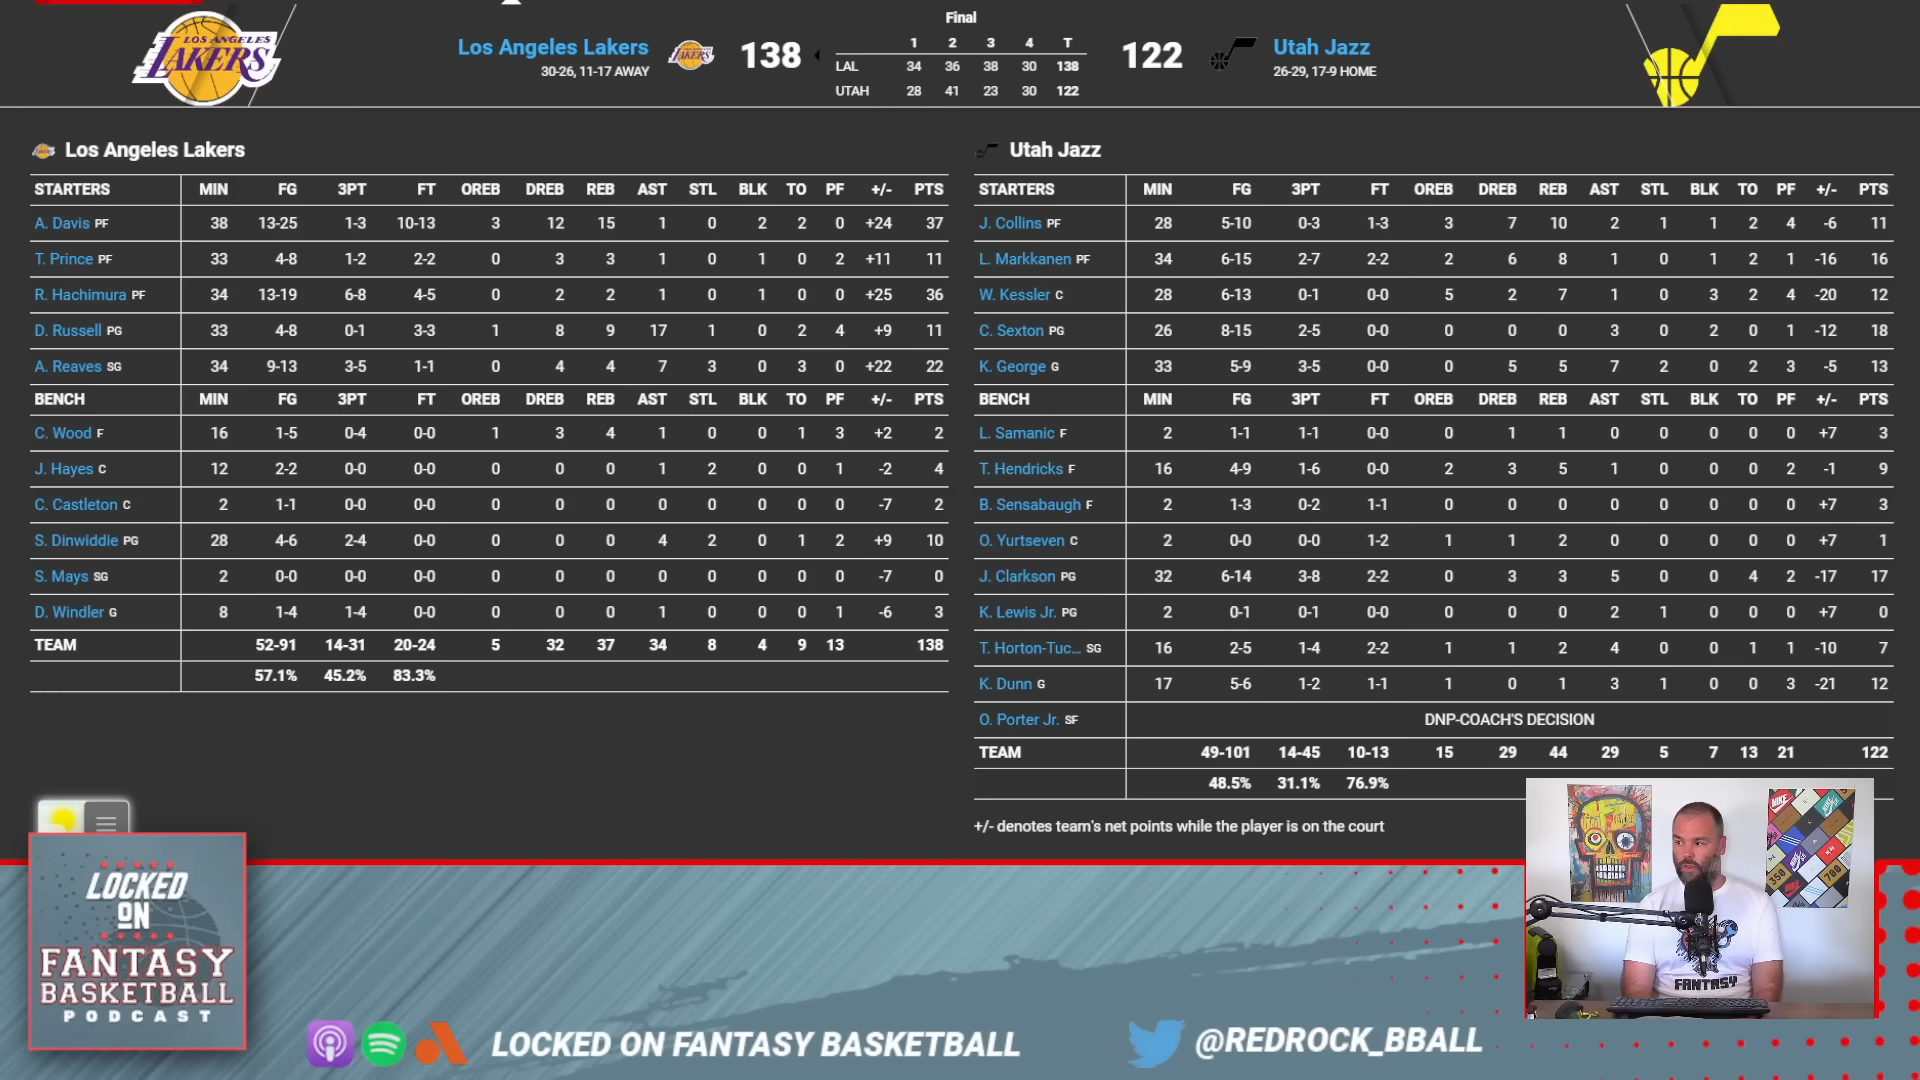 Final
Los Angeles Lakers
30-26, 11-17 AWAY
138
1 2 3 4 T
LAL 34 36 38 30 138
UTAH 28 41 23 30 122
122
Utah Jazz
26-29, 17-9 HOME
LOS ANGELES
LAKERS
Los Angeles Lakers
STARTERS MIN FG 3PT FT OREB DREB REB AST STL BLK TO PF +/- PTS
A. Davis PF 38 13-25 1-3 10-13 3 12 15 1 0 2 2 0 +24 37
T. Prince PF 33 4-8 1-2 2-2 0 3 3 1 0 1 0 2 +11 11
R. Hachimura PF 34 13-19 6-8 4-5 0 2 2 1 0 1 0 0 +25 36
D. Russell PG 33 4-8 0-1 3-3 1 8 9 17 1 0 2 4 +9 11
A. Reaves SG 34 9-13 3-5 1-1 0 4 4 7 3 0 3 0 +22 22
BENCH MIN FG 3PT FT OREB DREB REB AST STL BLK TO PF +/- PTS
C. Wood F 16 1-5 0-4 0-0 1 3 4 1 0 0 1 3 +2 2
J. Hayes C 12 2-2 0-0 0-0 0 0 0 1 2 0 0 1 -2 4
C. Castleton C 2 1-1 0-0 0-0 0 0 0 0 0 0 0 0 -7 2
S. Dinwiddie PG 28 4-6 2-4 0-0 0 0 0 4 2 0 1 2 +9 10
S. Mays SG 2 0-0 0-0 0-0 0 0 0 0 0 0 0 0 -7 0
D. Windler G 8 1-4 1-4 0-0 0 0 0 1 0 0 0 1 -6 3
TEAM 52-91 14-31 20-24 5 32 37 34 8 4 9 13 138
57.1% 45.2% 83.3%
Utah Jazz
STARTERS MIN FG 3PT FT OREB DREB REB AST STL BLK TO PF +/- PTS
J. Collins PF 28 5-10 0-3 1-3 3 7 10 2 1 1 2 4 -6 11
L. Markkanen PF 34 6-15 2-7 2-2 2 6 8 1 0 1 2 1 -16 16
W. Kessler C 28 6-13 0-1 0-0 5 2 7 1 0 3 2 4 -20 12
C. Sexton PG 26 8-15 2-5 0-0 0 0 0 3 0 2 0 1 -12 18
K. George G 33 5-9 3-5 0-0 0 5 5 7 2 0 2 3 -5 13
BENCH MIN FG 3PT FT OREB DREB REB AST STL BLK TO PF +/- PTS
L. Samanic F 2 1-1 1-1 0-0 0 1 1 0 0 0 0 0 +7 3
T. Hendricks F 16 4-9 1-6 0-0 2 3 5 1 0 0 0 2 -1 9
B. Sensabaugh F 2 1-3 0-2 1-1 0 0 0 0 0 0 0 0 +7 3
O. Yurtseven C 2 0-0 0-0 1-2 1 1 2 0 0 0 0 0 +7 1
J. Clarkson PG 32 6-14 3-8 2-2 0 3 3 5 0 0 4 2 -17 17
K. Lewis Jr. PG 2 0-1 0-1 0-0 0 0 0 2 1 0 0 0 +7 0
T. Horton-Tuc... SG 16 2-5 1-4 2-2 1 1 2 4 0 0 1 1 -10 7
K. Dunn G 17 5-6 1-2 1-1 1 0 1 3 1 0 0 3 -21 12
O. Porter Jr. SF DNP-COACH'S DECISION
TEAM 49-101 14-45 10-13 15 29 44 29 5 7 13 21 122
48.5% 31.1% 76.9%
+/- denotes team's net points while the player is on the court
LOCKED
ON
FANTASY
BASKETBALL
PODCAST
LOCKED ON FANTASY BASKETBALL
@REDROCK_BBALL
FANTASY
NIKE
350
700